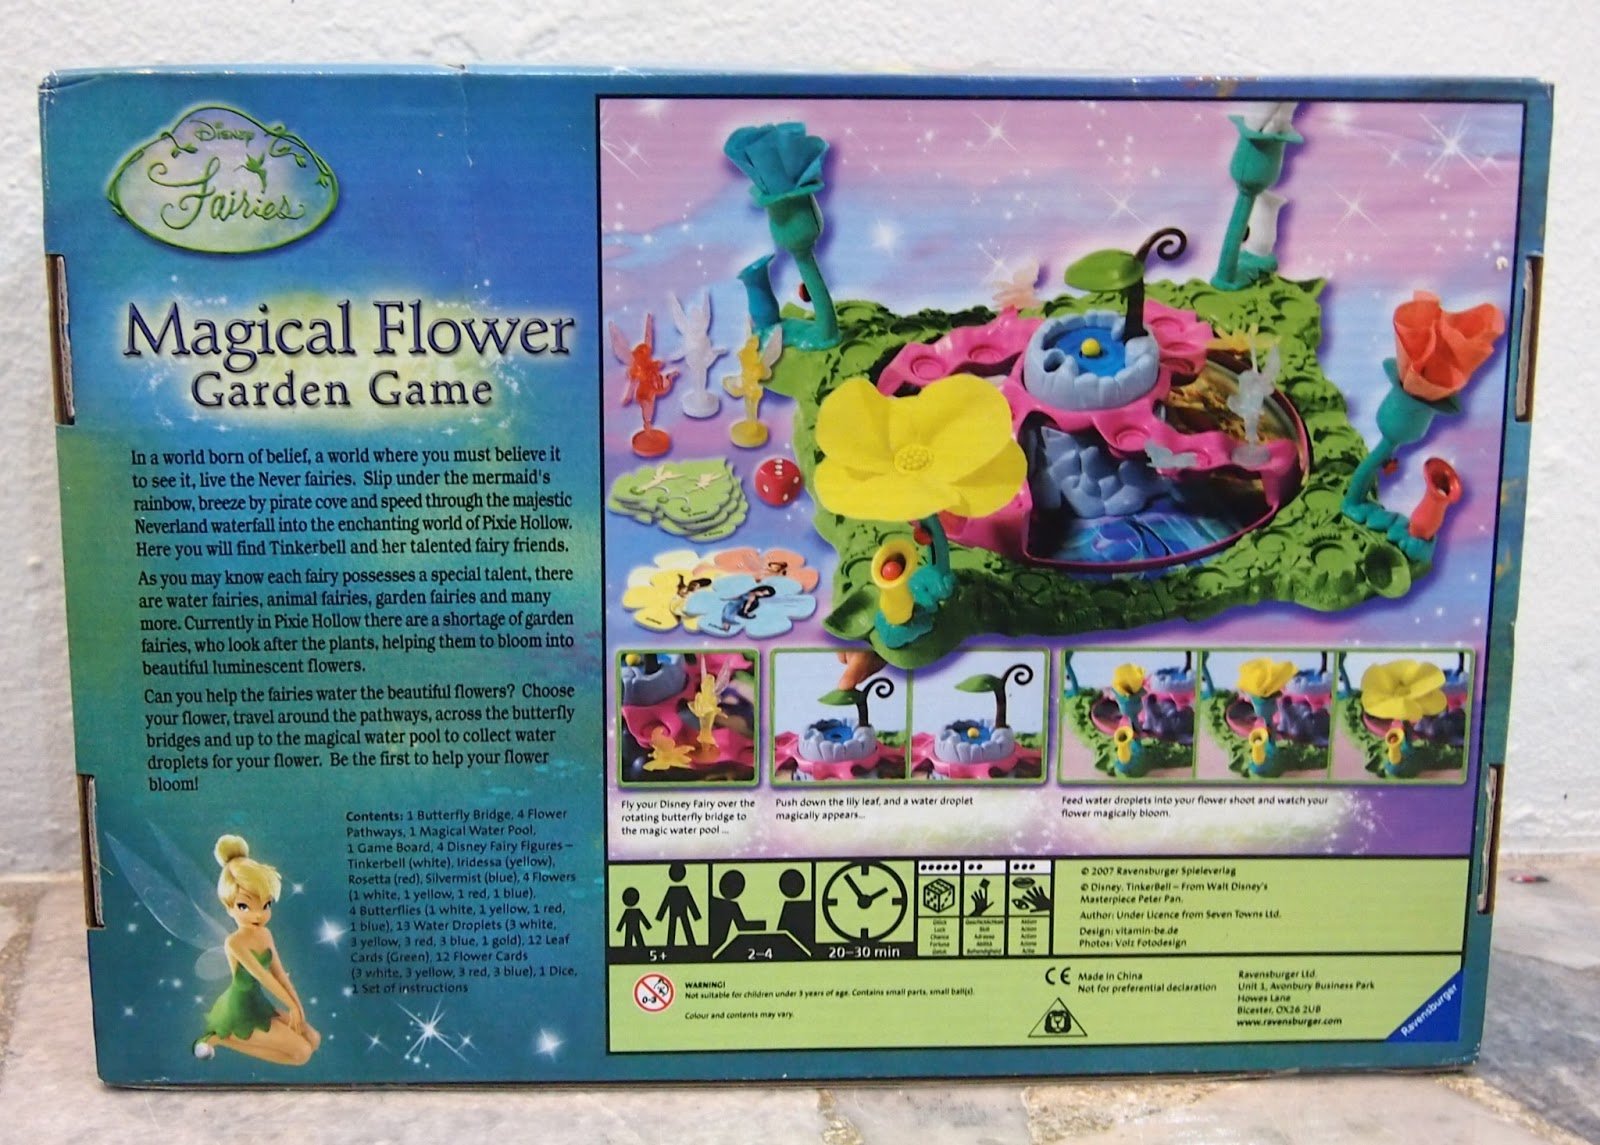 Disney
Fairies
Magical Flower
Garden Game
In a world born of belief, a world where you must believe it
to see it, live the Never fairies. Slip under the mermaid's
rainbow, breeze by pirate cove and speed through the majestic
Neverland waterfall into the enchanting world of Pixie Hollow.
Here you will find Tinkerbell and her talented fairy friends.
As you may know each fairy possesses a special talent, there
are water fairies, animal fairies, garden fairies and many
more. Currently in Pixie Hollow there are a shortage of garden
fairies, who look after the plants, helping them to bloom into
beautiful luminescent flowers.
Can you help the fairies water the beautiful flowers? Choose
your flower, travel around the pathways, across the butterfly
bridges and up to the magical water pool to collect water
droplets for your flower. Be the first to help your flower
bloom!
Contents: 1 Butterfly Bridge, 4 Flower
Pathways, 1 Magical Water Pool,
1 Game Board, 4 Disney Fairy Figures –
Tinkerbell (white), Iridessa (yellow),
Rosetta (red), Silvermist (blue), 4 Flowers
(1 white, 1 yellow, 1 red, 1 blue),
4 Butterflies (1 white, 1 yellow, 1 red,
1 blue), 13 Water Droplets (3 white,
3 yellow, 3 red, 3 blue, 1 gold), 12 Leaf
Cards (Green), 12 Flower Cards
(3 white, 3 yellow, 3 red, 3 blue), 1 Dice,
1 Set of instructions
Fly your Disney Fairy over the
rotating butterfly bridge to
the magic water pool ...
Push down the lily leaf, and a water droplet
magically appears...
Feed water droplets into your flower shoot and watch your
flower magically bloom.
5+
2–4
20–30 min
Glück
Luck
Chance
Fortuna
Geschicklichkeit
Skill
Adresse
Abilità
Behendigheid
Aktion
Action
Action
Azione
Actie
© 2007 Ravensburger Spieleverlag
© Disney. TinkerBell – From Walt Disney's
Masterpiece Peter Pan.
Author: Under Licence from Seven Towns Ltd.
Design: vitamin-be.de
Photos: Volz Fotodesign
0-3
WARNING!
Not suitable for children under 3 years of age. Contains small parts, small ball(s).
Colour and contents may vary.
CE Made in China
Not for preferential declaration
Ravensburger Ltd.
Unit 1, Avonbury Business Park
Howes Lane
Bicester, OX26 2UB
www.ravensburger.com
Ravensburger